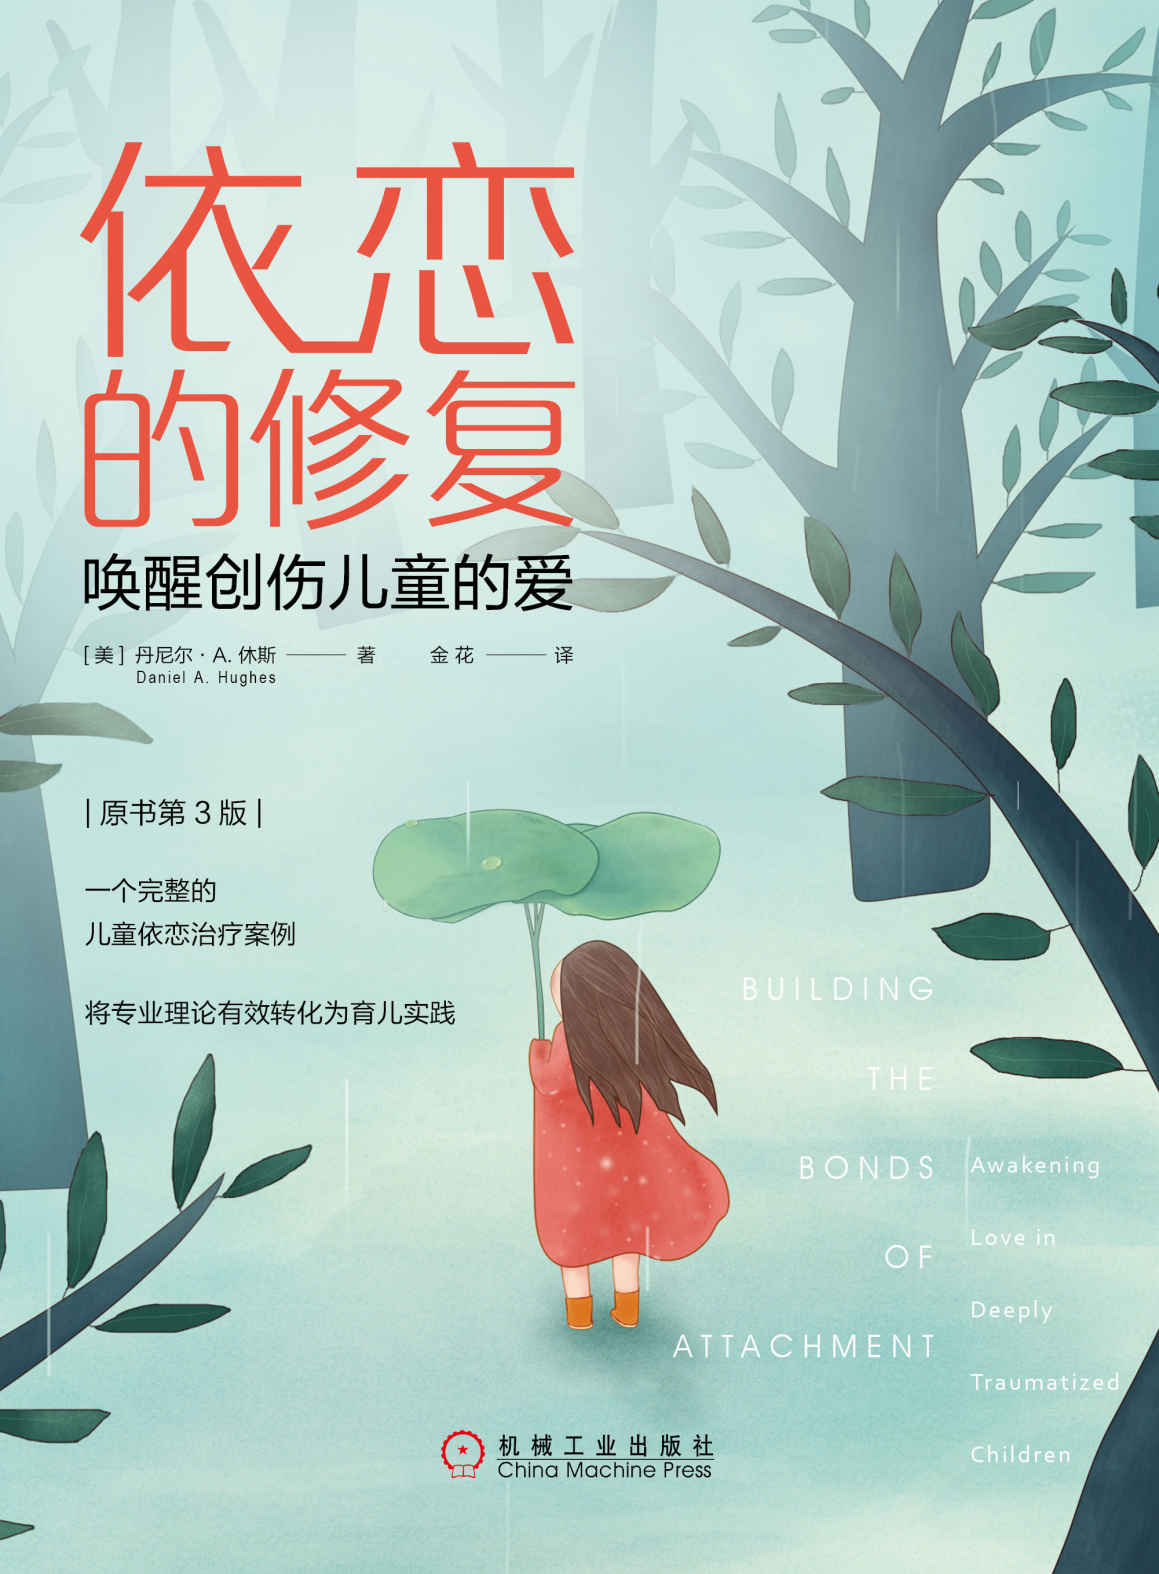 依恋
的修复
唤醒创伤儿童的爱
[美] 丹尼尔·A. 休斯 —— 著 金花 —— 译
Daniel A. Hughes
| 原书第 3 版 |
一个完整的
儿童依恋治疗案例
将专业理论有效转化为育儿实践
BUILDING
THE
BONDS
OF
ATTACHMENT
Awakening
Love in
Deeply
Traumatized
Children
机械工业出版社
China Machine Press